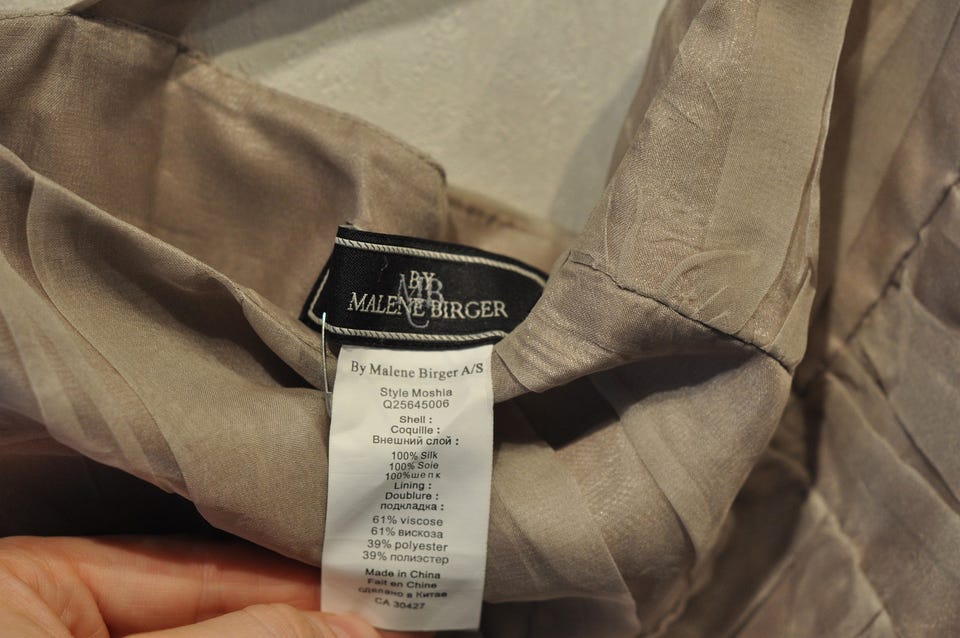 BY
MALENE BIRGER
By Malene Birger A/S
Style Moshia
Q25645006
Shell :
Coquille :
Внешний слой :
100% Silk
100% Soie
100%шелк
Lining :
Doublure :
подкладка :
61% viscose
61% вискоза
39% polyester
39% полиэстер
Made in China
Fait en Chine
сделано в Китае
CA 30427